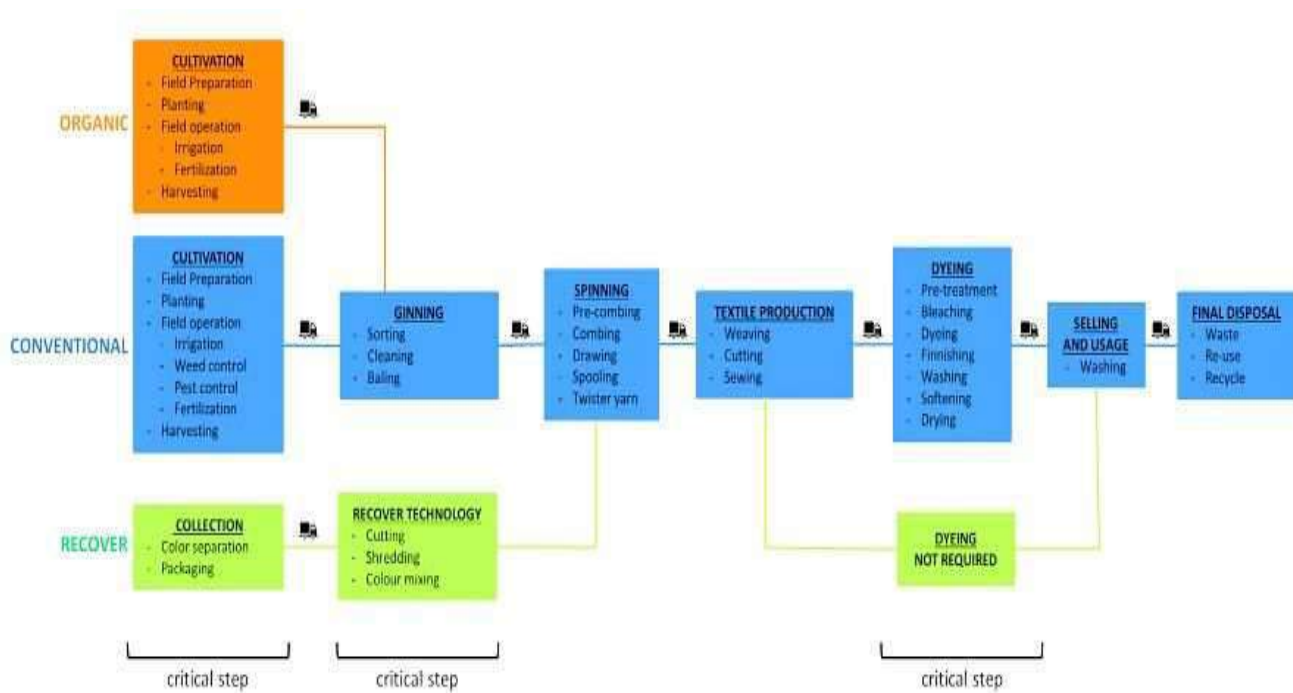 ORGANIC
CULTIVATION
- Field Preparation
- Planting
- Field operation
- Irrigation
- Fertilization
- Harvesting
CONVENTIONAL
CULTIVATION
- Field Preparation
- Planting
- Field operation
- Irrigation
- Weed control
- Pest control
- Fertilization
- Harvesting
GINNING
- Sorting
- Cleaning
- Baling
SPINNING
- Pre-combing
- Combing
- Drawing
- Spooling
- Twister yarn
TEXTILE PRODUCTION
- Weaving
- Cutting
- Sewing
DYEING
- Pre-treatment
- Bleaching
- Dyeing
- Finnishing
- Washing
- Softening
- Drying
SELLING
AND USAGE
- Washing
FINAL DISPOSAL
- Waste
- Re-use
- Recycle
RECOVER
COLLECTION
- Color separation
- Packaging
RECOVER TECHNOLOGY
- Cutting
- Shredding
- Colour mixing
DYEING
NOT REQUIRED
critical step
critical step
critical step